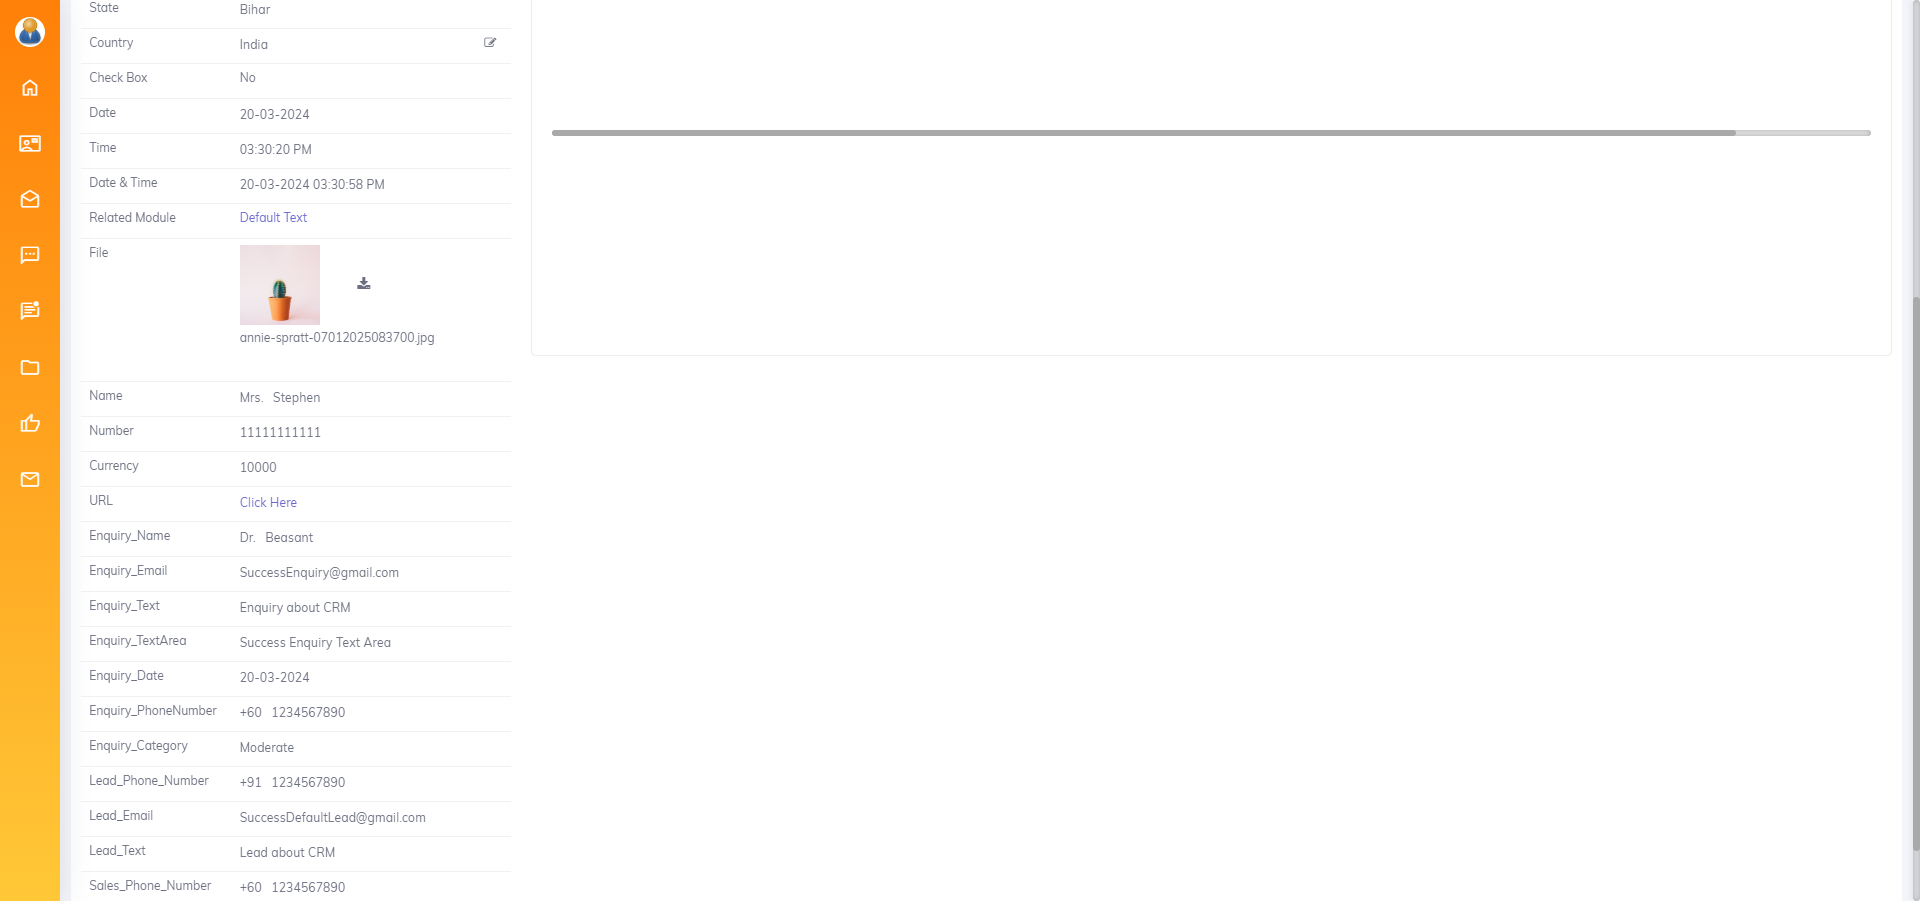 State Bihar
Country India
Check Box No
Date 20-03-2024
Time 03:30:20 PM
Date & Time 20-03-2024 03:30:58 PM
Related Module Default Text
File
annie-spratt-07012025083700.jpg
Name Mrs. Stephen
Number 11111111111
Currency 10000
URL Click Here
Enquiry_Name Dr. Beasant
Enquiry_Email SuccessEnquiry@gmail.com
Enquiry_Text Enquiry about CRM
Enquiry_TextArea Success Enquiry Text Area
Enquiry_Date 20-03-2024
Enquiry_PhoneNumber +60 1234567890
Enquiry_Category Moderate
Lead_Phone_Number +91 1234567890
Lead_Email SuccessDefaultLead@gmail.com
Lead_Text Lead about CRM
Sales_Phone_Number +60 1234567890